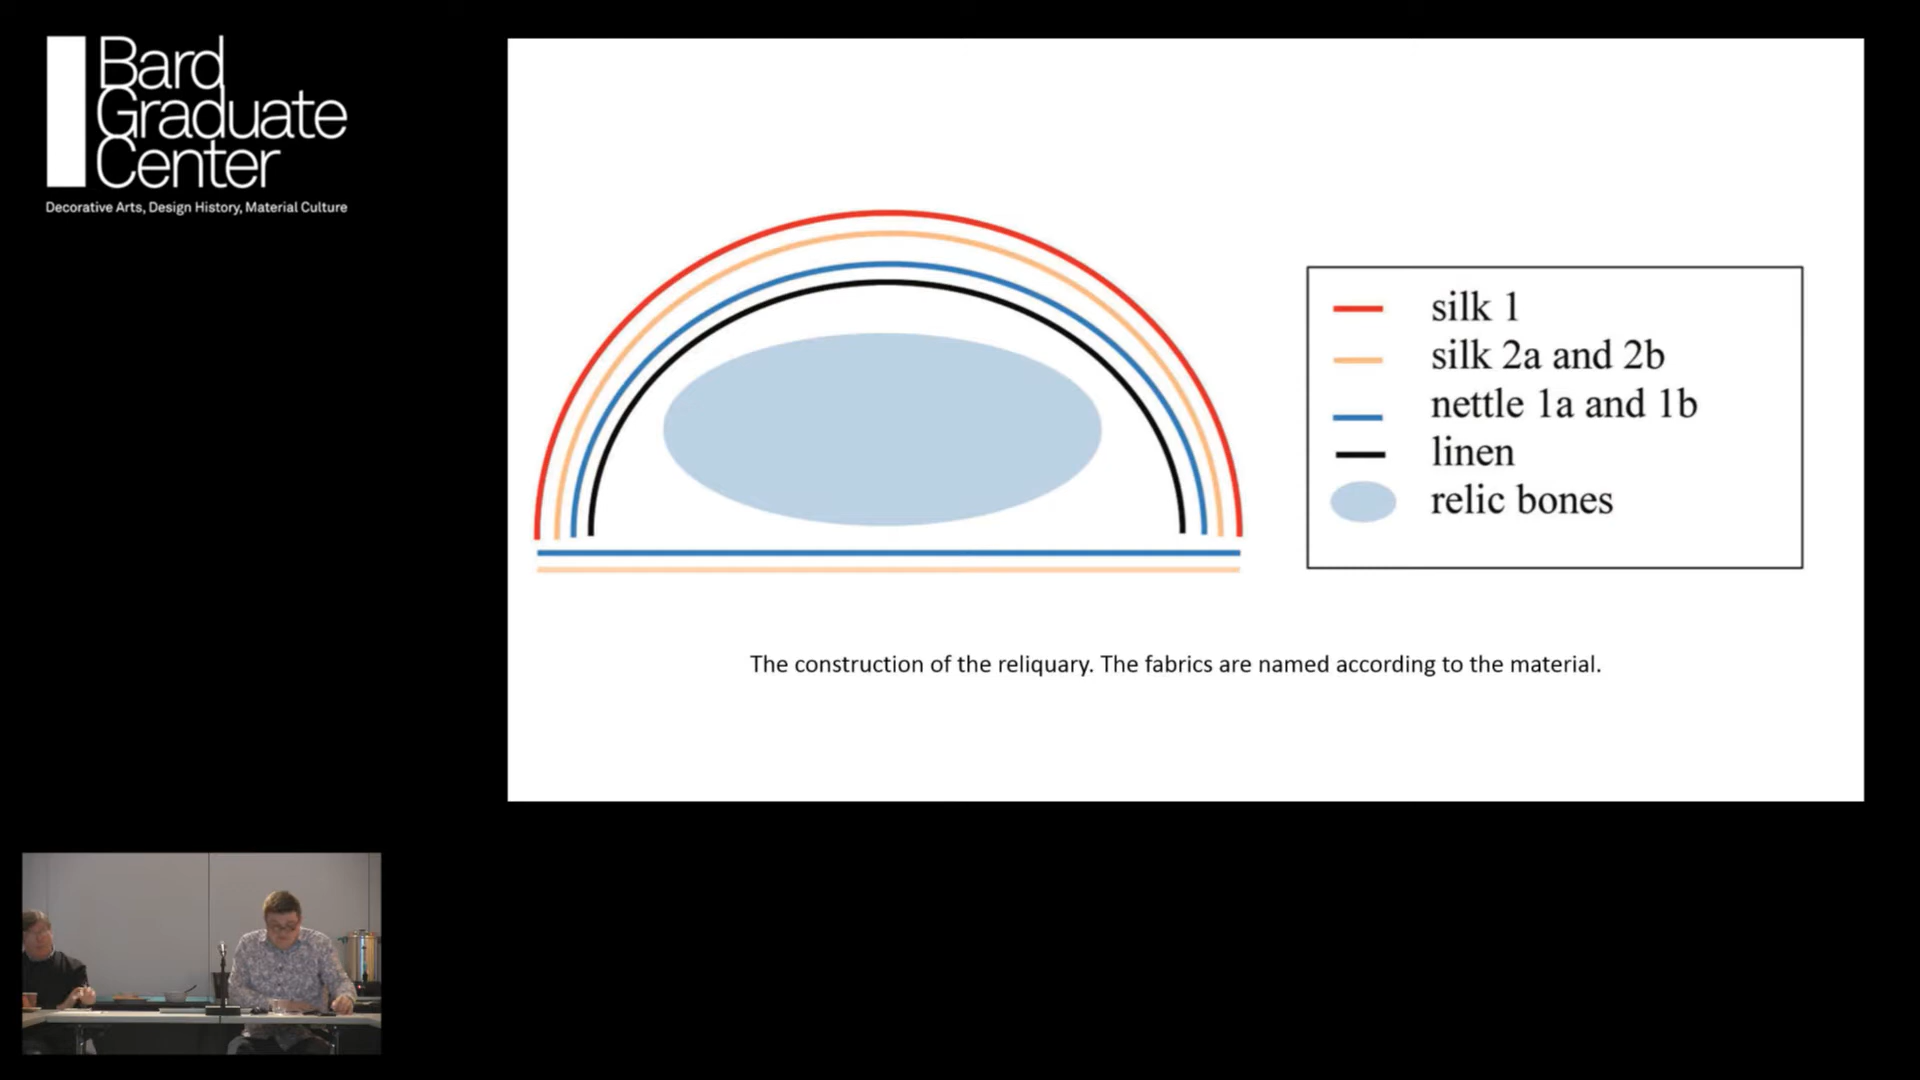 Bard
Graduate
Center
Decorative Arts, Design History, Material Culture
silk 1
silk 2a and 2b
nettle 1a and 1b
linen
relic bones
The construction of the reliquary. The fabrics are named according to the material.